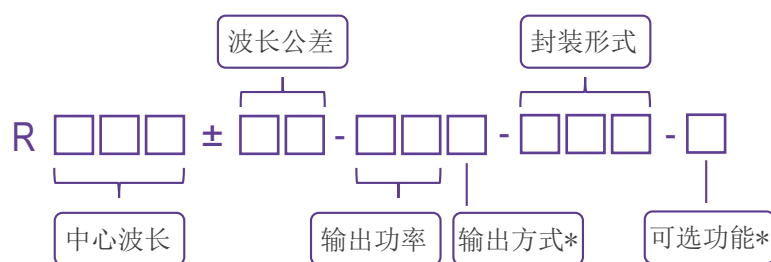 波长公差 封装形式
R □□□ ± □□ - □□□ - □□□ - □
中心波长 输出功率 输出方式* 可选功能*